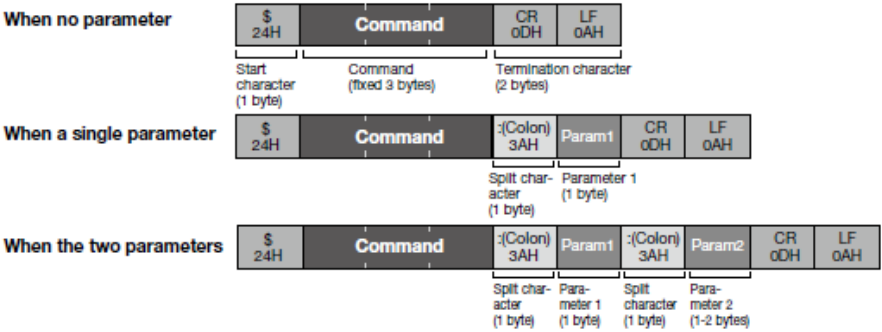 When no parameter
$ Command CR LF
24H 0DH 0AH
Start Command Termination character
character (fixed 3 bytes) (2 bytes)
(1 byte)
When a single parameter
$ Command :(Colon) Param1 CR LF
24H 3AH 0DH 0AH
Split char- Parameter 1
acter (1 byte)
(1 byte)
When the two parameters
$ Command :(Colon) Param1 :(Colon) Param2 CR LF
24H 3AH 3AH 0DH 0AH
Split char- Para- Split Para-
acter meter 1 character meter 2
(1 byte) (1 byte) (1 byte) (1-2 bytes)